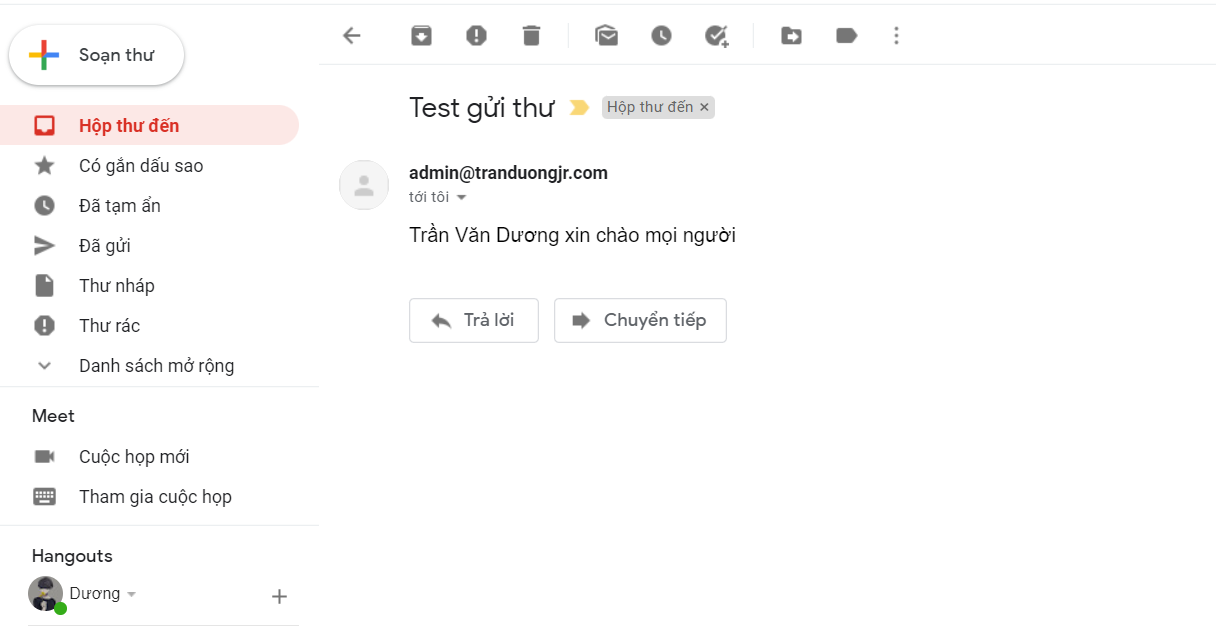 Soạn thư
Hộp thư đến
Có gắn dấu sao
Đã tạm ẩn
Đã gửi
Thư nháp
Thư rác
Danh sách mở rộng
Meet
Cuộc họp mới
Tham gia cuộc họp
Hangouts
Dương
Test gửi thư
Hộp thư đến ×
admin@tranduongjr.com
tới tôi
Trần Văn Dương xin chào mọi người
Trả lời
Chuyển tiếp